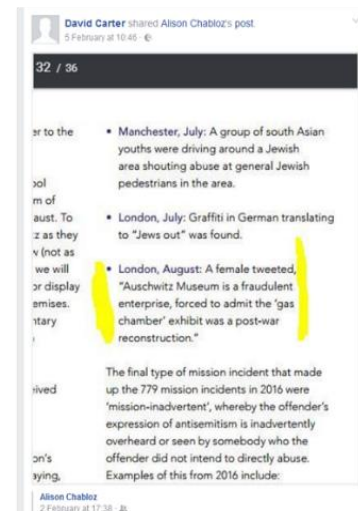 David Carter shared Alison Chabloz's post.
5 February at 10:46
32 / 36
er to the
ool
m of
aust. To
z as they
v (not as
we will
or display
emises.
ntary
eived
on's
aying,
• Manchester, July: A group of south Asian
youths were driving around a Jewish
area shouting abuse at general Jewish
pedestrians in the area.
• London, July: Graffiti in German translating
to "Jews out" was found.
• London, August: A female tweeted,
"Auschwitz Museum is a fraudulent
enterprise, forced to admit the 'gas
chamber' exhibit was a post-war
reconstruction."
The final type of mission incident that made
up the 779 mission incidents in 2016 were
'mission-inadvertent', whereby the offender's
expression of antisemitism is inadvertently
overheard or seen by somebody who the
offender did not intend to directly abuse.
Examples of this from 2016 include:
Alison Chabloz
2 February at 17:38